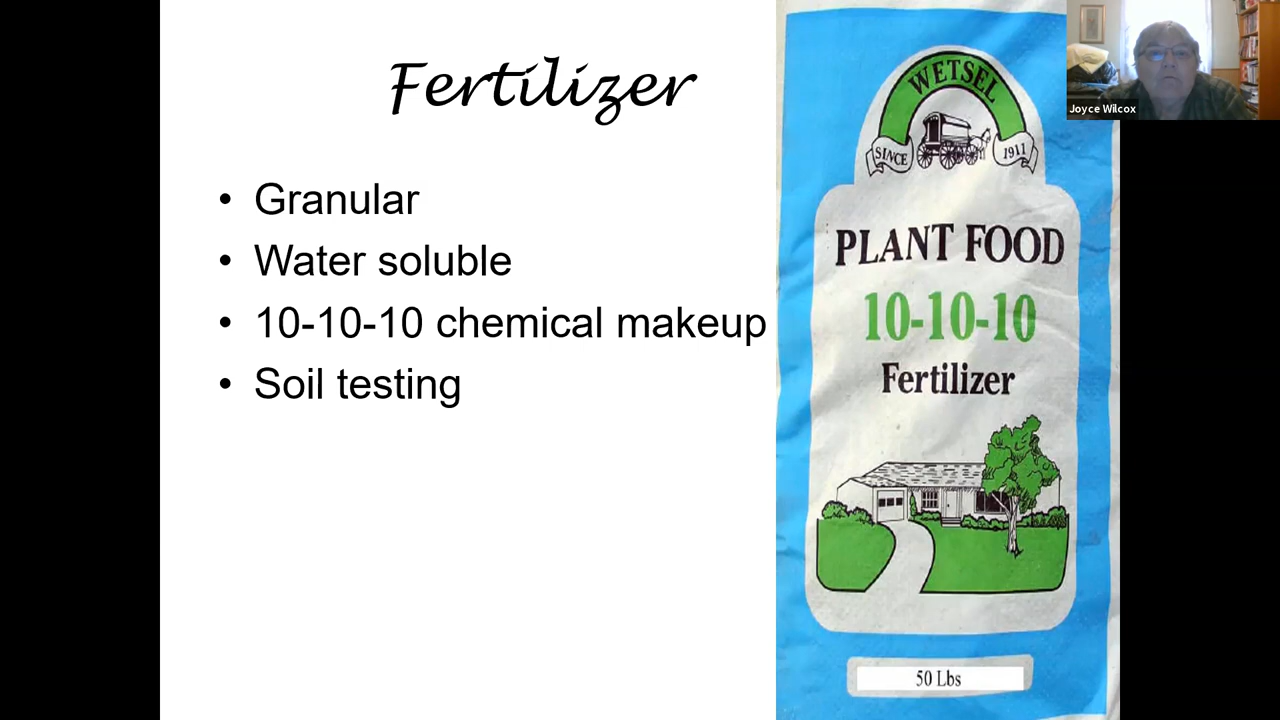 Fertilizer
• Granular
• Water soluble
• 10-10-10 chemical makeup
• Soil testing
WETSEL
SINCE 1911
PLANT FOOD
10-10-10
Fertilizer
50 Lbs
Joyce Wilcox